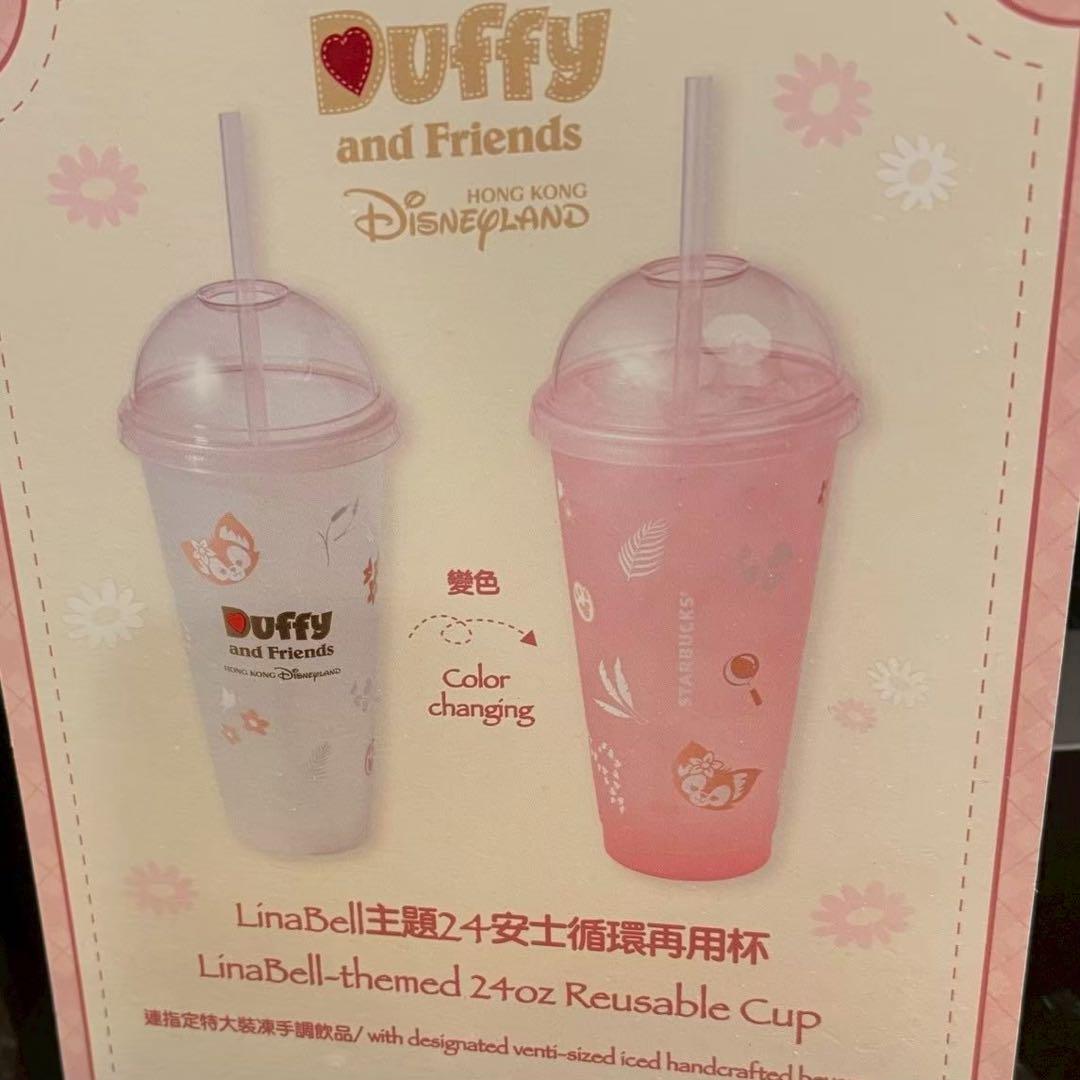 Duffy
and Friends
HONG KONG
Disneyland
Duffy
and Friends
HONG KONG Disneyland
變色
Color
changing
STARBUCKS®
LinaBell主題24安士循環再用杯
LinaBell-themed 24oz Reusable Cup
連指定特大裝凍手調飲品/ with designated venti-sized iced handcrafted